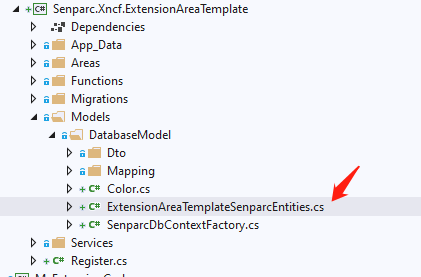 C# Senparc.Xncf.ExtensionAreaTemplate
Dependencies
App_Data
Areas
Functions
Migrations
Models
DatabaseModel
Dto
Mapping
C# Color.cs
C# ExtensionAreaTemplateSenparcEntities.cs
C# SenparcDbContextFactory.cs
Services
C# Register.cs